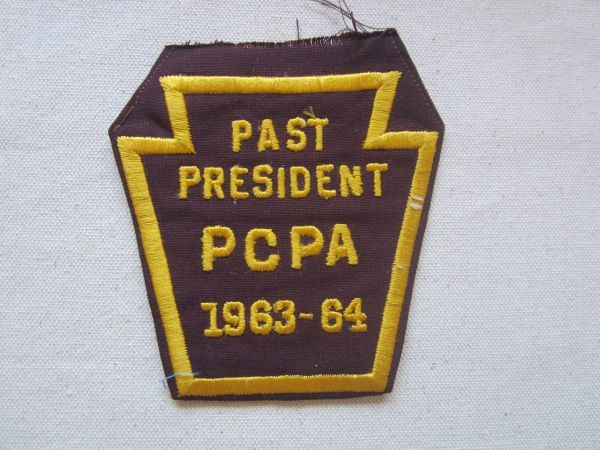 PAST
PRESIDENT
PCPA
1963-64